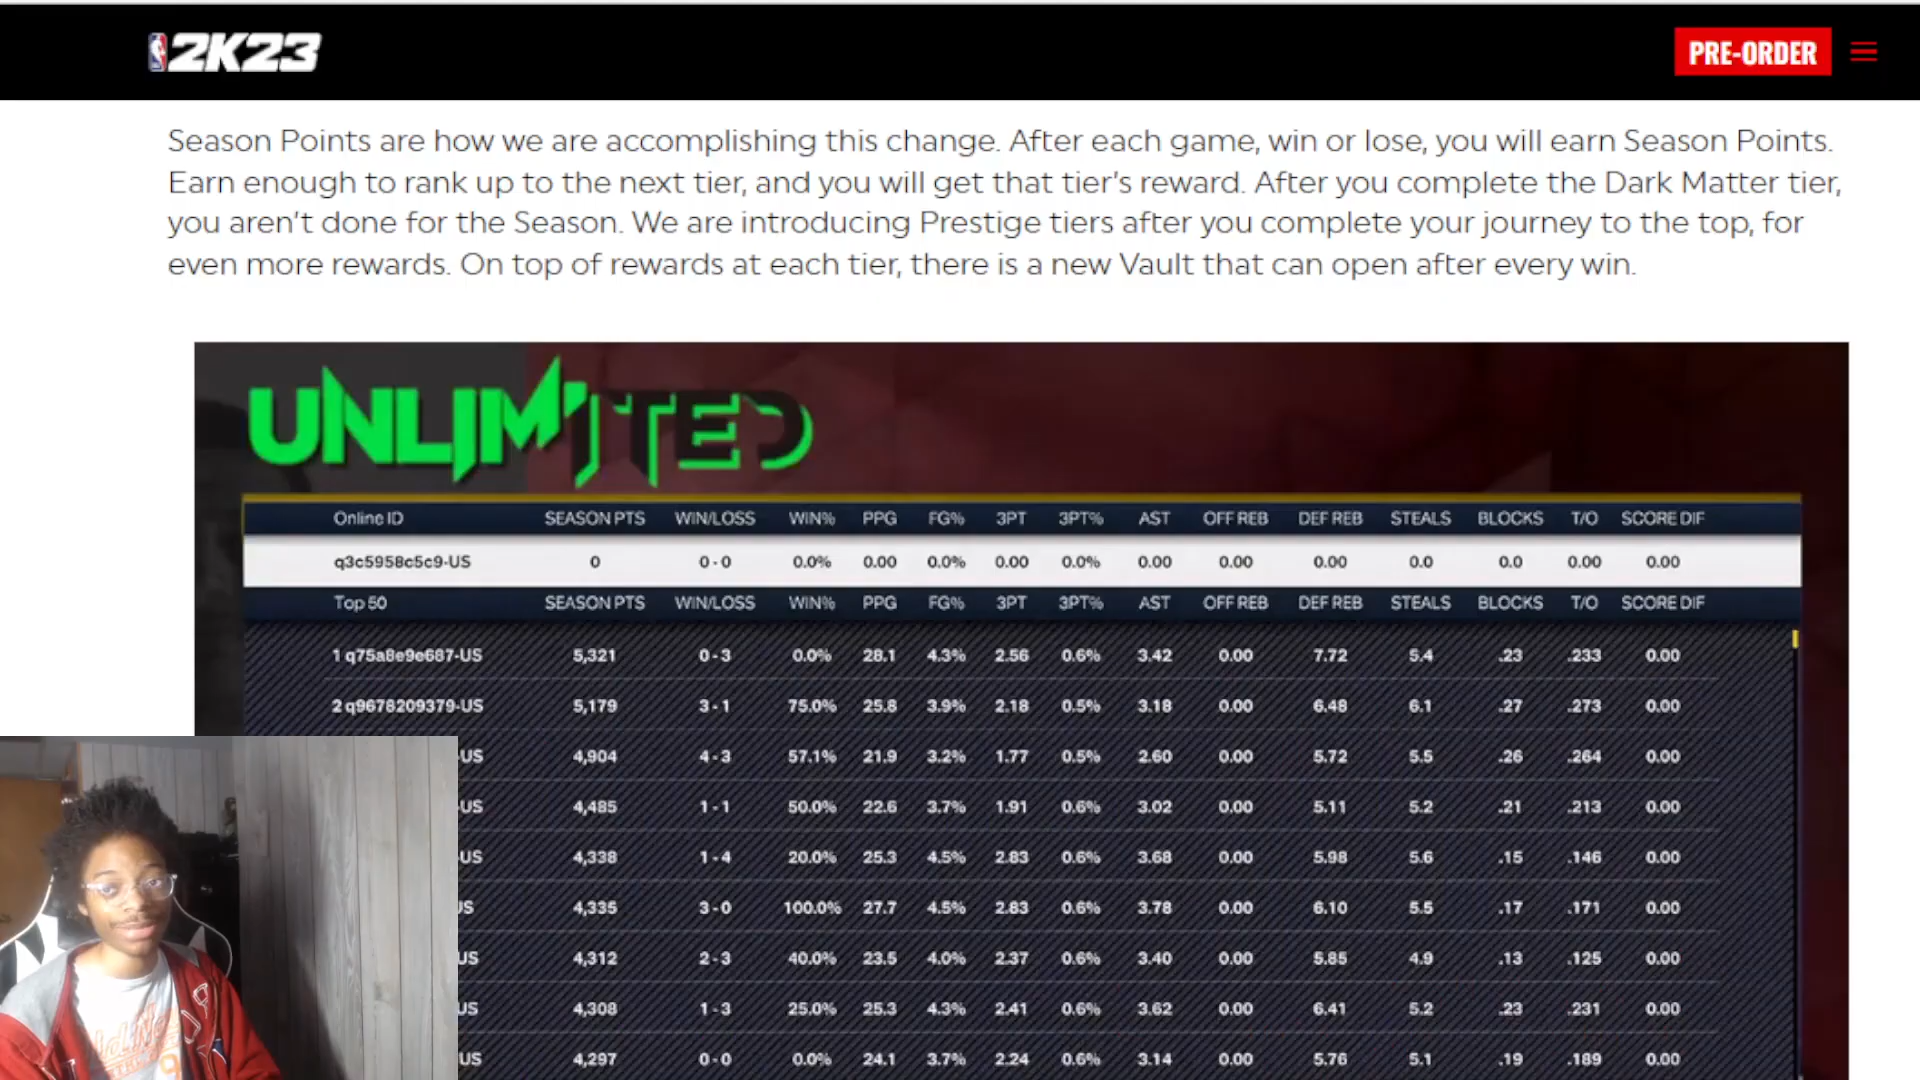 2K23
PRE-ORDER
Season Points are how we are accomplishing this change. After each game, win or lose, you will earn Season Points.
Earn enough to rank up to the next tier, and you will get that tier's reward. After you complete the Dark Matter tier,
you aren't done for the Season. We are introducing Prestige tiers after you complete your journey to the top, for
even more rewards. On top of rewards at each tier, there is a new Vault that can open after every win.
UNLIMITED
Online ID SEASON PTS WIN/LOSS WIN% PPG FG% 3PT 3PT% AST OFF REB DEF REB STEALS BLOCKS T/O SCORE DIF
q3c5958c5c9-US 0 0-0 0.0% 0.00 0.0% 0.00 0.0% 0.00 0.00 0.00 0.0 0.0 0.00 0.00
Top 50 SEASON PTS WIN/LOSS WIN% PPG FG% 3PT 3PT% AST OFF REB DEF REB STEALS BLOCKS T/O SCORE DIF
1 q75a8e9e687-US 5,321 0-3 0.0% 28.1 4.3% 2.56 0.6% 3.42 0.00 7.72 5.4 .23 .233 0.00
2 q9678209379-US 5,179 3-1 75.0% 25.8 3.9% 2.18 0.5% 3.18 0.00 6.48 6.1 .27 .273 0.00
-US 4,904 4-3 57.1% 21.9 3.2% 1.77 0.5% 2.60 0.00 5.72 5.5 .26 .264 0.00
-US 4,485 1-1 50.0% 22.6 3.7% 1.91 0.6% 3.02 0.00 5.11 5.2 .21 .213 0.00
-US 4,338 1-4 20.0% 25.3 4.5% 2.83 0.6% 3.68 0.00 5.98 5.6 .15 .146 0.00
US 4,335 3-0 100.0% 27.7 4.5% 2.83 0.6% 3.78 0.00 6.10 5.5 .17 .171 0.00
US 4,312 2-3 40.0% 23.5 4.0% 2.37 0.6% 3.40 0.00 5.85 4.9 .13 .125 0.00
US 4,308 1-3 25.0% 25.3 4.3% 2.41 0.6% 3.62 0.00 6.41 5.2 .23 .231 0.00
US 4,297 0-0 0.0% 24.1 3.7% 2.24 0.6% 3.14 0.00 5.76 5.1 .19 .189 0.00